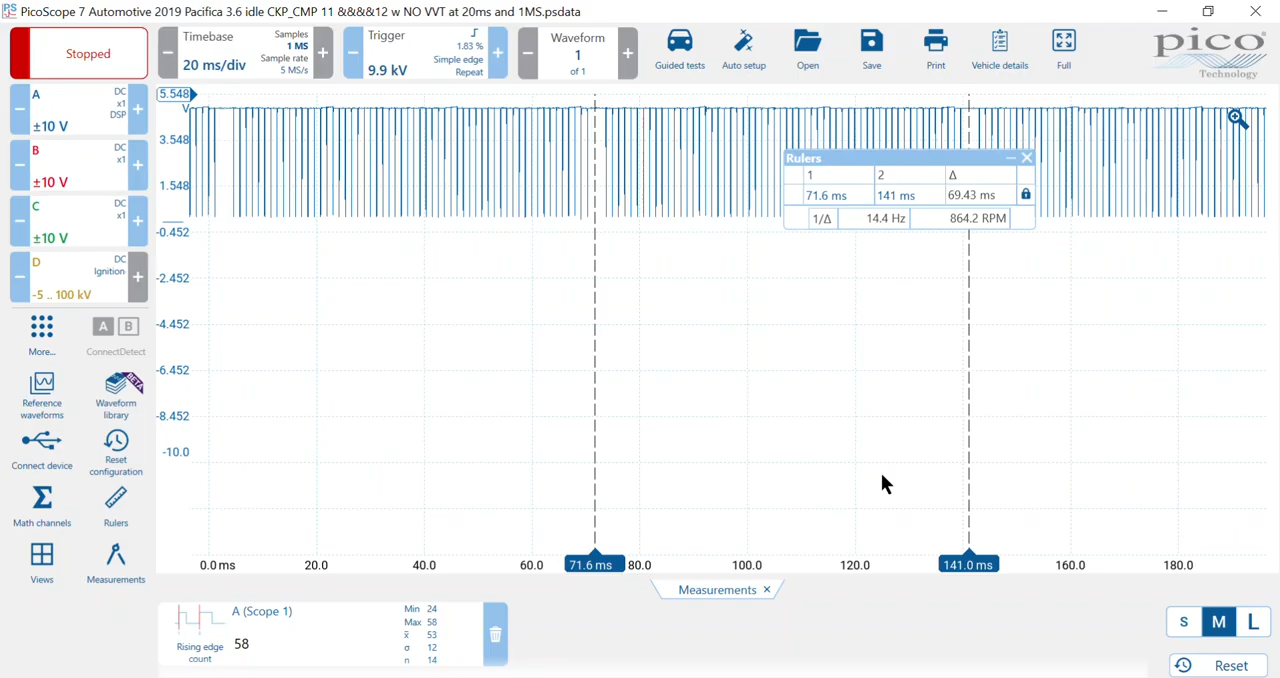 PicoScope 7 Automotive 2019 Pacifica 3.6 idle CKP_CMP 11 &&&&12 w NO VVT at 20ms and 1MS.psdata
Stopped
Timebase
20 ms/div
Samples
1 MS
Sample rate
5 MS/s
Trigger
9.9 kV
1.83 %
Simple edge
Repeat
Waveform
1
of 1
Guided tests
Auto setup
Open
Save
Print
Vehicle details
Full
pico
Technology
A
DC
x1
DSP
±10 V
B
DC
x1
±10 V
C
DC
x1
±10 V
D
DC
Ignition
-5 .. 100 kV
More...
A B
ConnectDetect
Reference
waveforms
BETA
Waveform
library
Connect device
Reset
configuration
Math channels
Rulers
Views
Measurements
5.548
V
3.548
1.548
-0.452
-2.452
-4.452
-6.452
-8.452
-10.0
Rulers
1 2 Δ
71.6 ms 141 ms 69.43 ms
1/Δ 14.4 Hz 864.2 RPM
0.0 ms 20.0 40.0 60.0 71.6 ms 80.0 100.0 120.0 141.0 ms 160.0 180.0
Measurements
A (Scope 1)
Rising edge
count
58
Min 24
Max 58
x̄ 53
σ 12
n 14
S M L
Reset